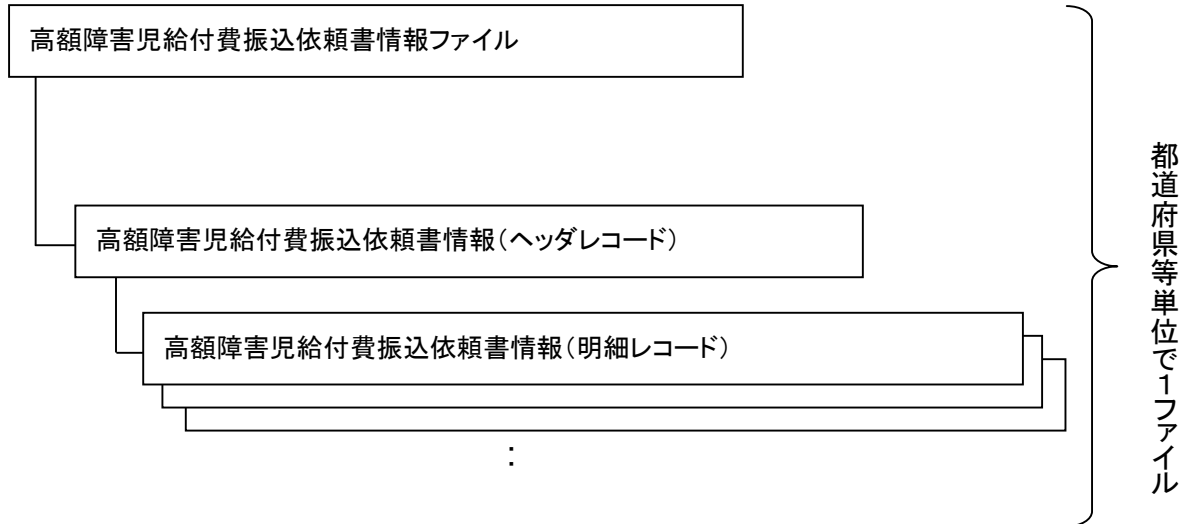 高額障害児給付費振込依頼書情報ファイル
高額障害児給付費振込依頼書情報(ヘッダレコード)
高額障害児給付費振込依頼書情報(明細レコード)
:
都道府県等単位で1ファイル